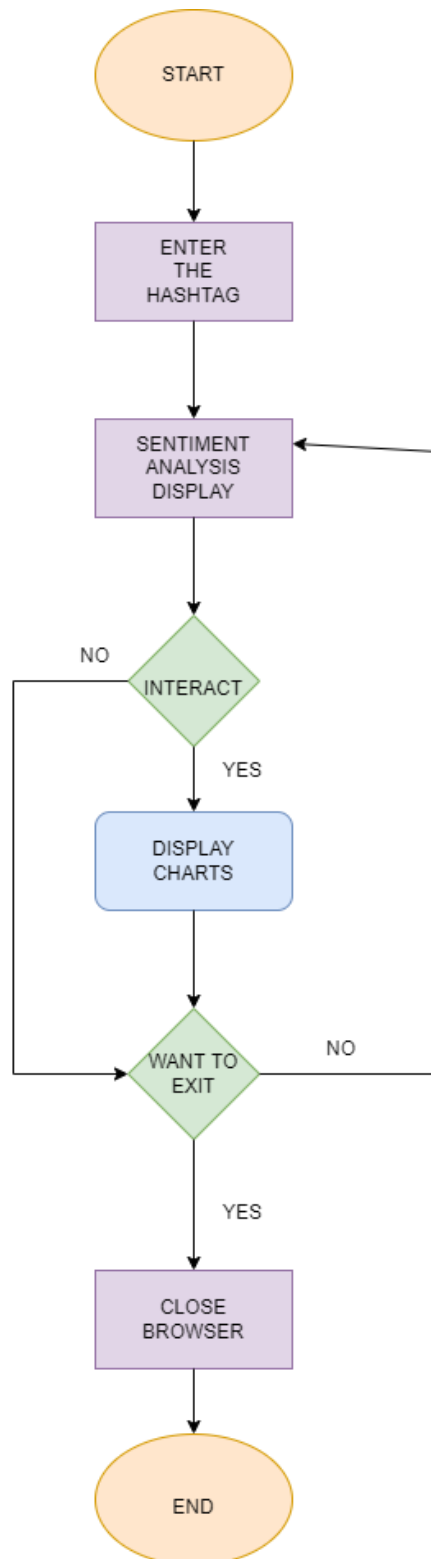 START
ENTER
THE
HASHTAG
SENTIMENT
ANALYSIS
DISPLAY
NO
INTERACT
YES
DISPLAY
CHARTS
WANT TO
EXIT
NO
YES
CLOSE
BROWSER
END